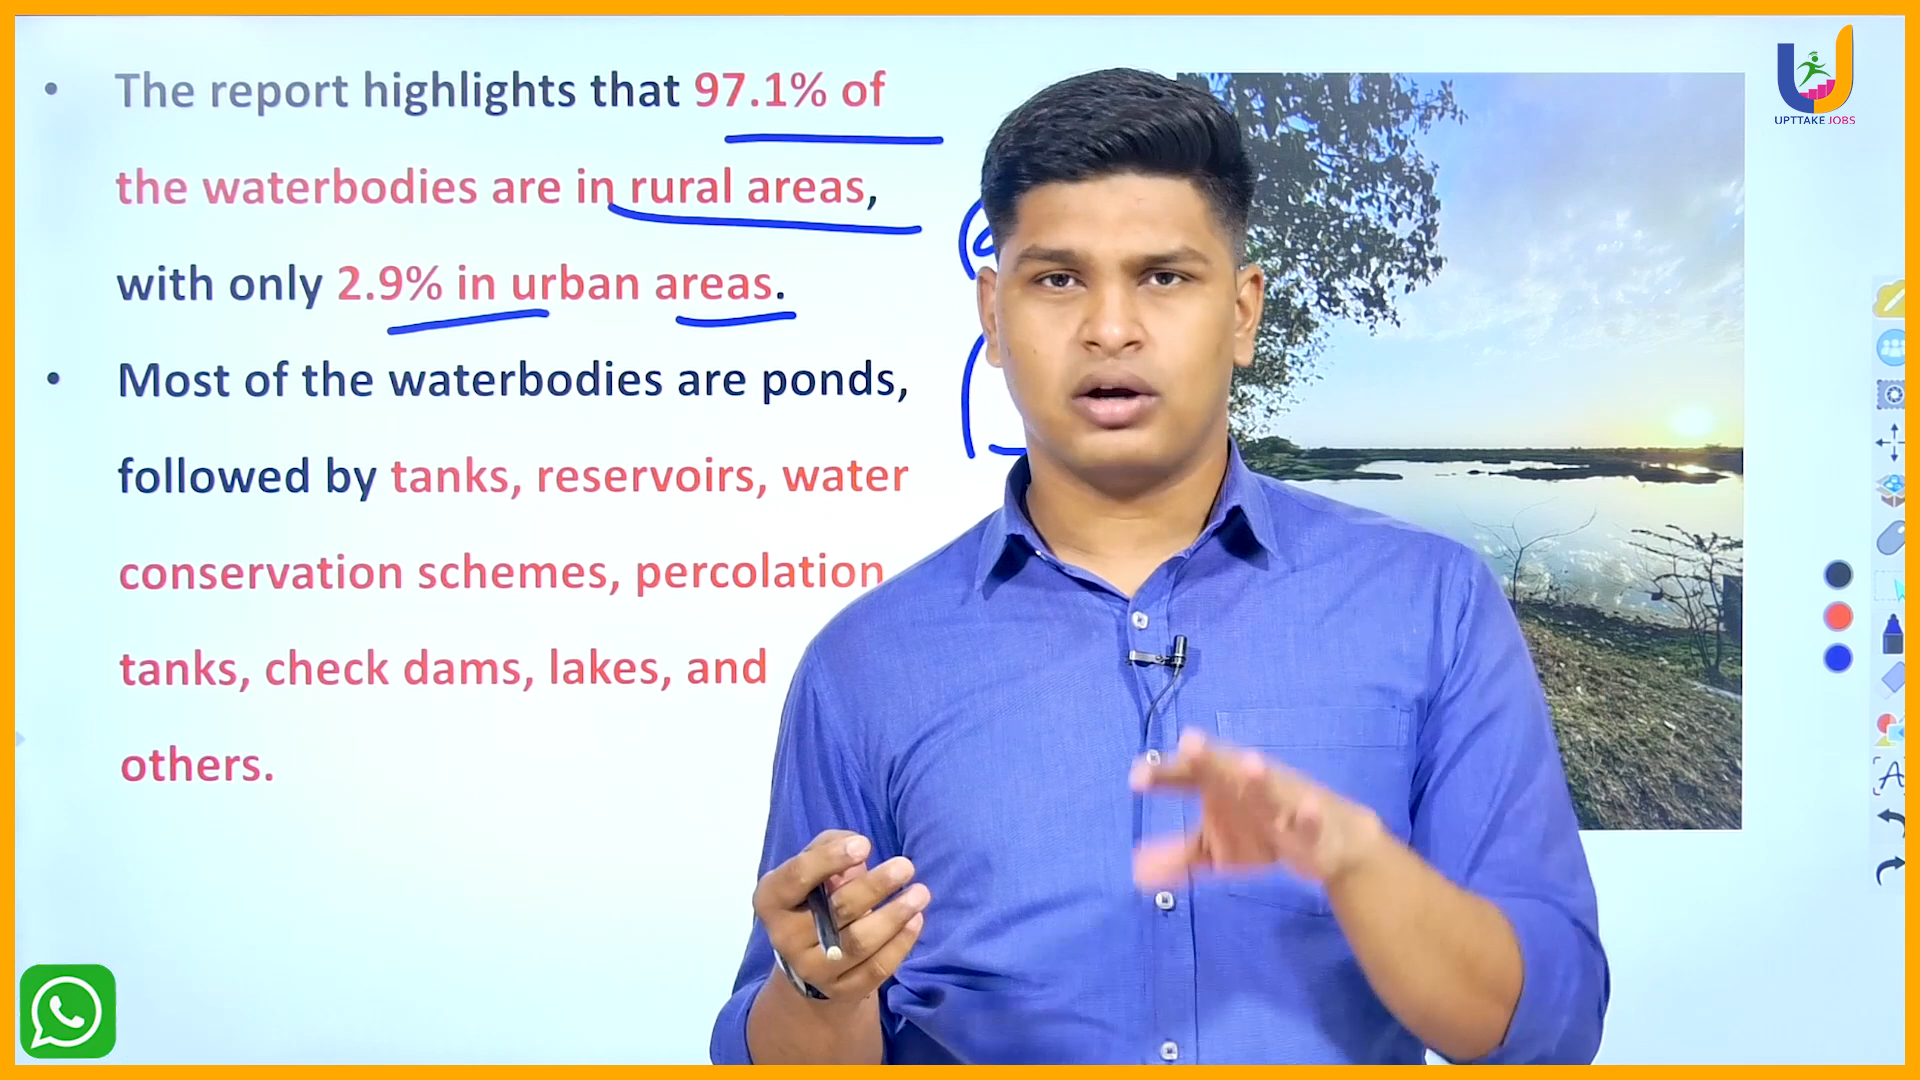 • The report highlights that 97.1% of
the waterbodies are in rural areas,
with only 2.9% in urban areas.
• Most of the waterbodies are ponds,
followed by tanks, reservoirs, water
conservation schemes, percolation
tanks, check dams, lakes, and
others.
UPTTAKE JOBS
A